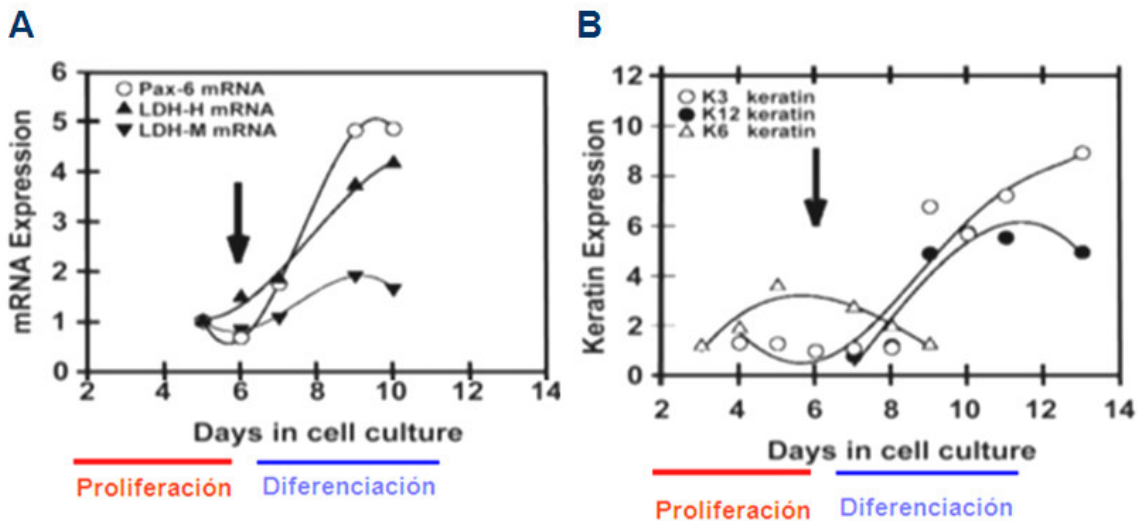 A
6
5
4
3
2
1
0
mRNA Expression
Pax-6 mRNA
LDH-H mRNA
LDH-M mRNA
2 4 6 8 10 12 14
Days in cell culture
Proliferación Diferenciación
B
12
10
8
6
4
2
0
Keratin Expression
K3 keratin
K12 keratin
K6 keratin
2 4 6 8 10 12 14
Days in cell culture
Proliferación Diferenciación